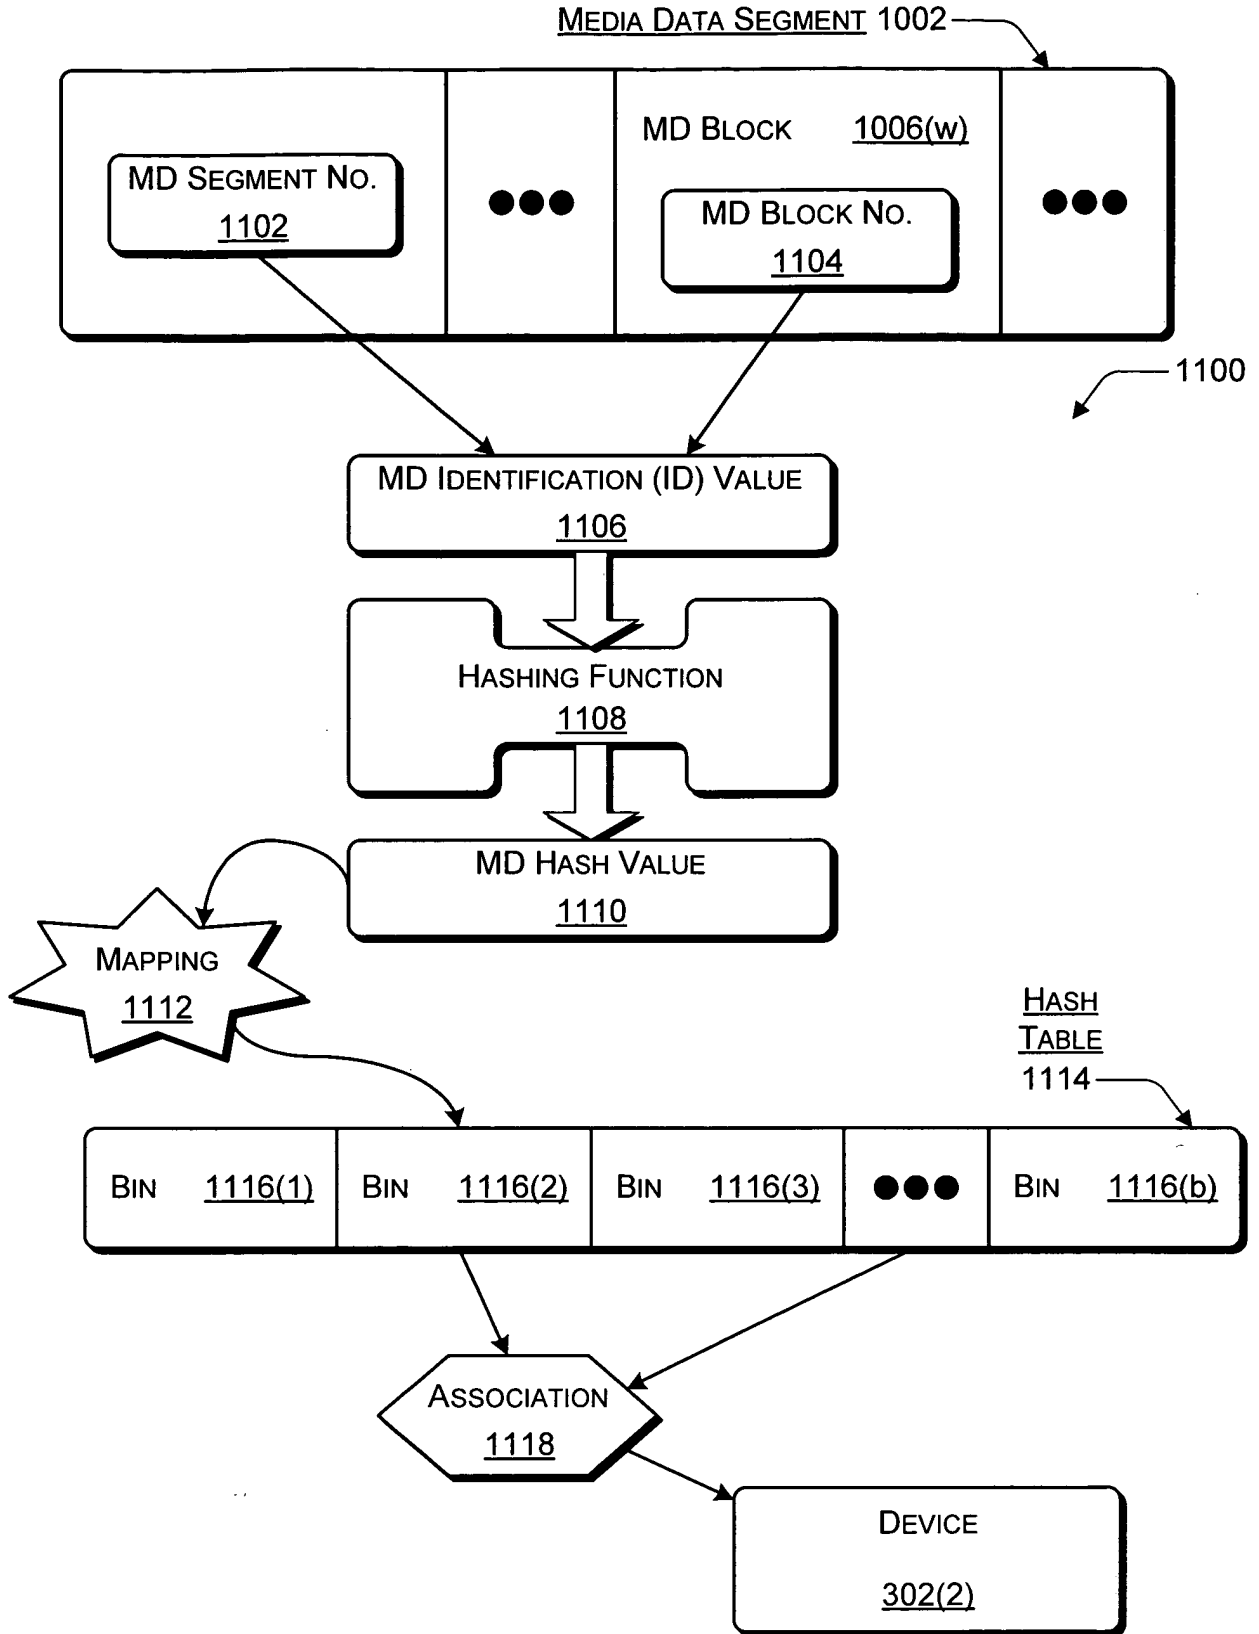 MEDIA DATA SEGMENT 1002
MD BLOCK 1006(w)
MD SEGMENT NO.
1102
MD BLOCK NO.
1104
1100
MD IDENTIFICATION (ID) VALUE
1106
HASHING FUNCTION
1108
MD HASH VALUE
1110
MAPPING
1112
HASH
TABLE
1114
BIN 1116(1) BIN 1116(2) BIN 1116(3) BIN 1116(b)
ASSOCIATION
1118
DEVICE
302(2)